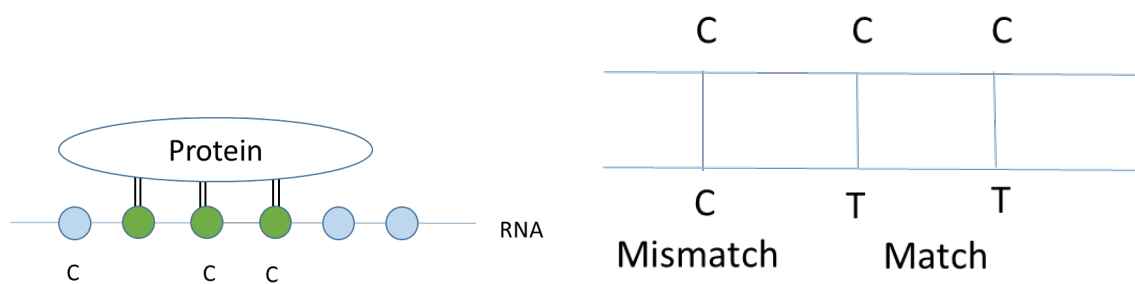 Protein
RNA
C C C
C C C
C T T
Mismatch Match